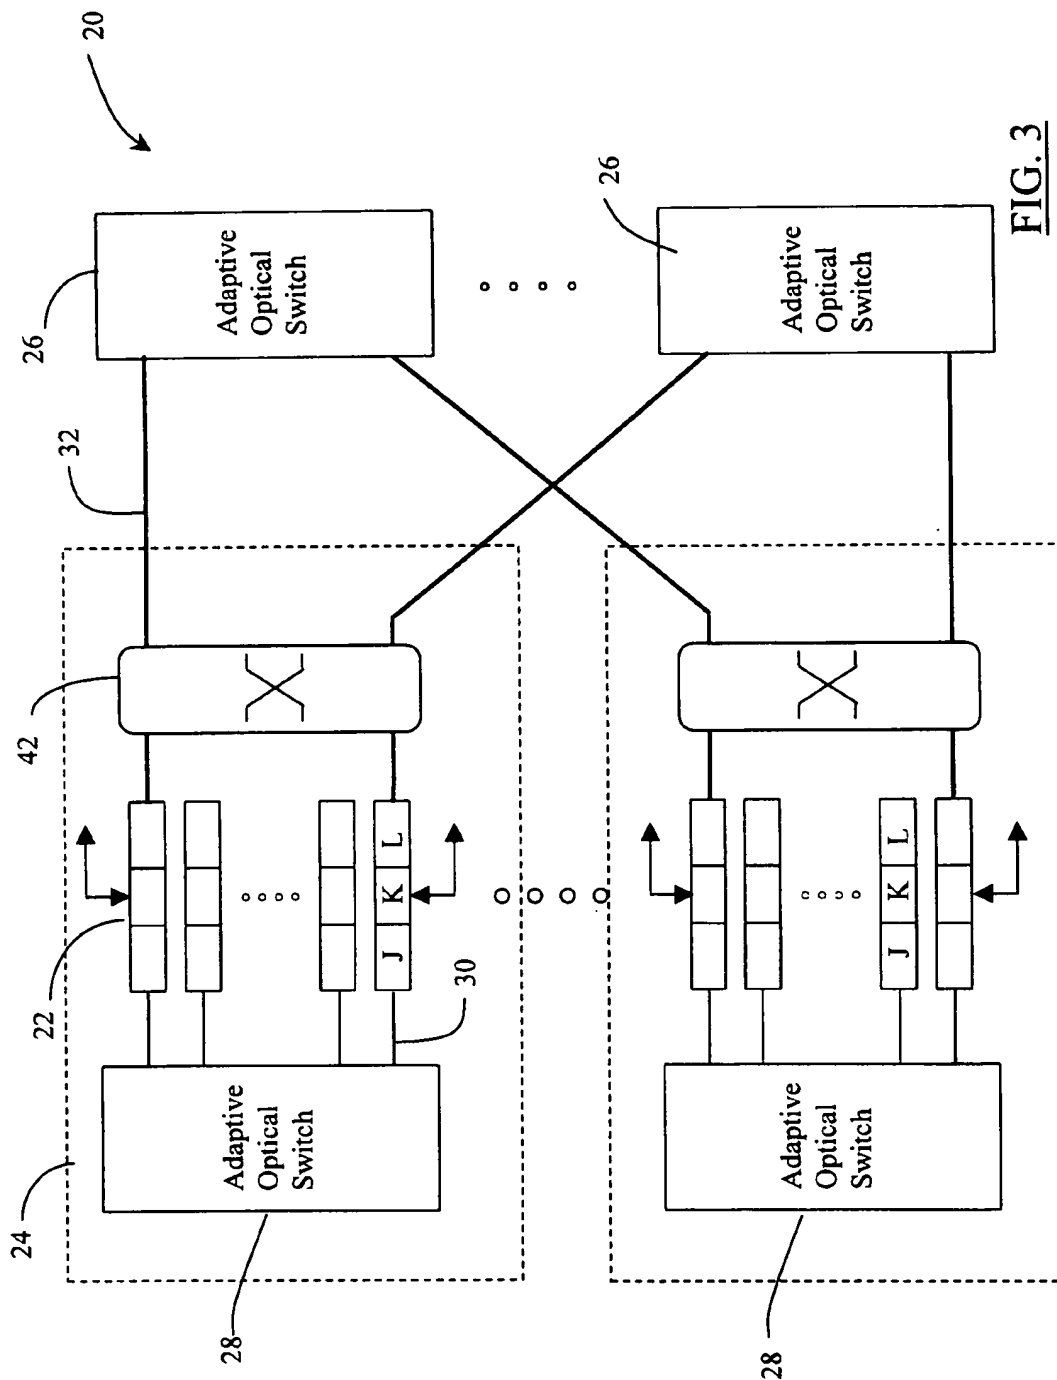 20
26
Adaptive
Optical
Switch
26
Adaptive
Optical
Switch
32
42
22
J K L
30
J K L
24
Adaptive
Optical
Switch
28
Adaptive
Optical
Switch
28
FIG. 3